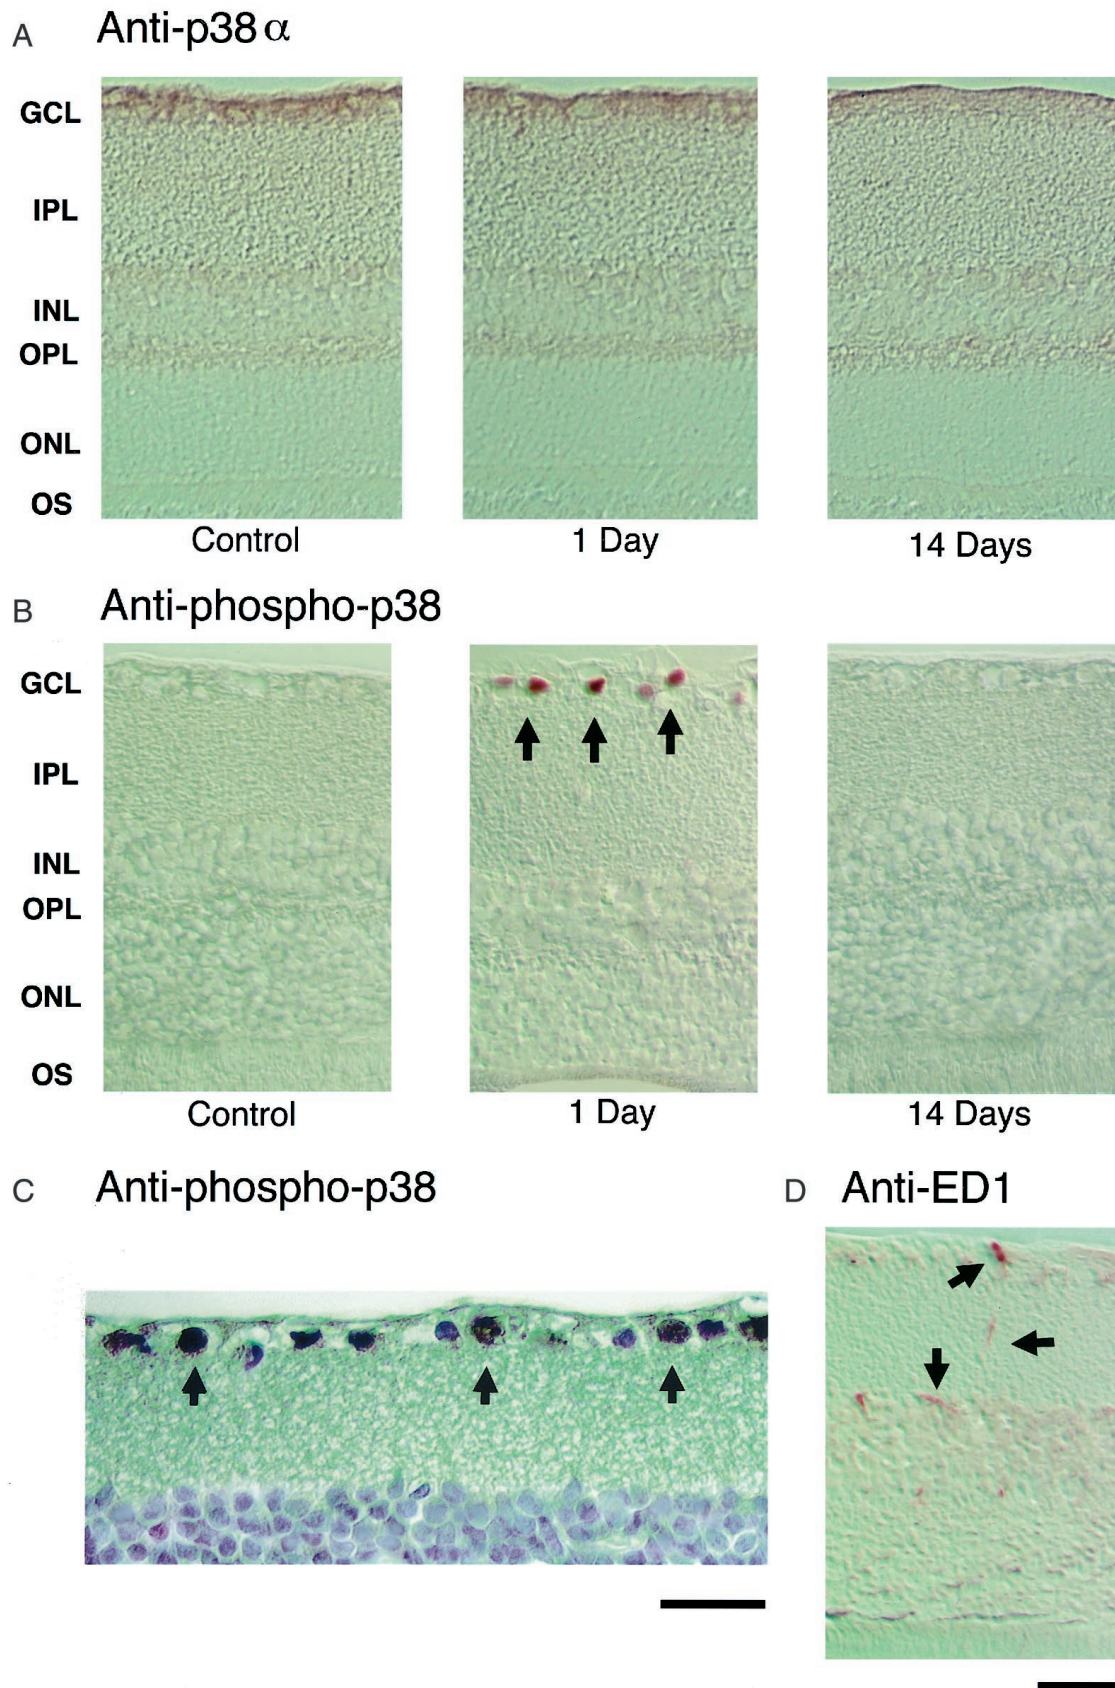 A Anti-p38 α
GCL
IPL
INL
OPL
ONL
OS
Control 1 Day 14 Days
B Anti-phospho-p38
GCL
IPL
INL
OPL
ONL
OS
Control 1 Day 14 Days
C Anti-phospho-p38 D Anti-ED1